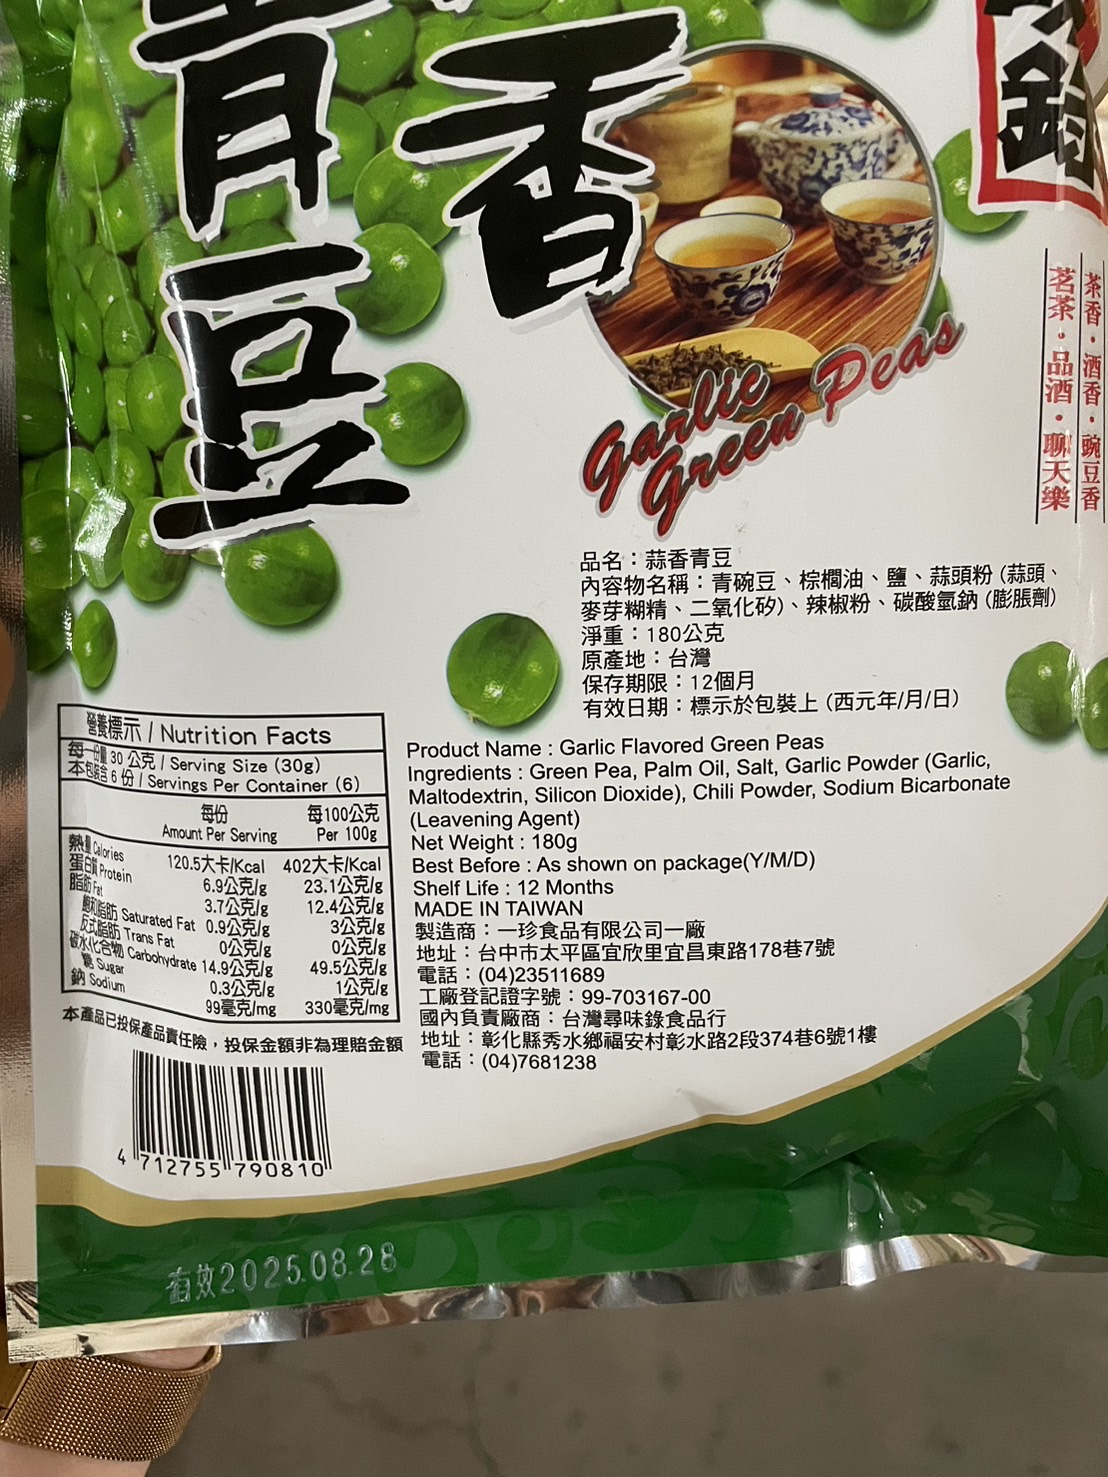 青
豆
香
鈞
Garlic
Green Peas
茶香・酒香・豌豆香
茗茶・品酒・聊天樂
品名：蒜香青豆
內容物名稱：青碗豆、棕櫚油、鹽、蒜頭粉 (蒜頭、
麥芽糊精、二氧化矽)、辣椒粉、碳酸氫鈉 (膨脹劑)
淨重：180公克
原產地：台灣
保存期限：12個月
有效日期：標示於包裝上 (西元年/月/日)
Product Name : Garlic Flavored Green Peas
Ingredients : Green Pea, Palm Oil, Salt, Garlic Powder (Garlic,
Maltodextrin, Silicon Dioxide), Chili Powder, Sodium Bicarbonate
(Leavening Agent)
Net Weight : 180g
Best Before : As shown on package(Y/M/D)
Shelf Life : 12 Months
MADE IN TAIWAN
製造商：一珍食品有限公司一廠
地址：台中市太平區宜欣里宜昌東路178巷7號
電話：(04)23511689
工廠登記證字號：99-703167-00
國內負責廠商：台灣尋味錄食品行
地址：彰化縣秀水鄉福安村彰水路2段374巷6號1樓
電話：(04)7681238
營養標示 / Nutrition Facts
每一份量 30 公克 / Serving Size (30g)
本包裝含 6 份 / Servings Per Container (6)
每份 每100公克
Amount Per Serving Per 100g
熱量 Calories 120.5大卡/Kcal 402大卡/Kcal
蛋白質 Protein 6.9公克/g 23.1公克/g
脂肪 Fat 3.7公克/g 12.4公克/g
飽和脂肪 Saturated Fat 0.9公克/g 3公克/g
反式脂肪 Trans Fat 0公克/g 0公克/g
碳水化合物 Carbohydrate 14.9公克/g 49.5公克/g
糖 Sugar 0.3公克/g 1公克/g
鈉 Sodium 99毫克/mg 330毫克/mg
本產品已投保產品責任險，投保金額非為理賠金額
4 712755 790810
有效2025.08.28